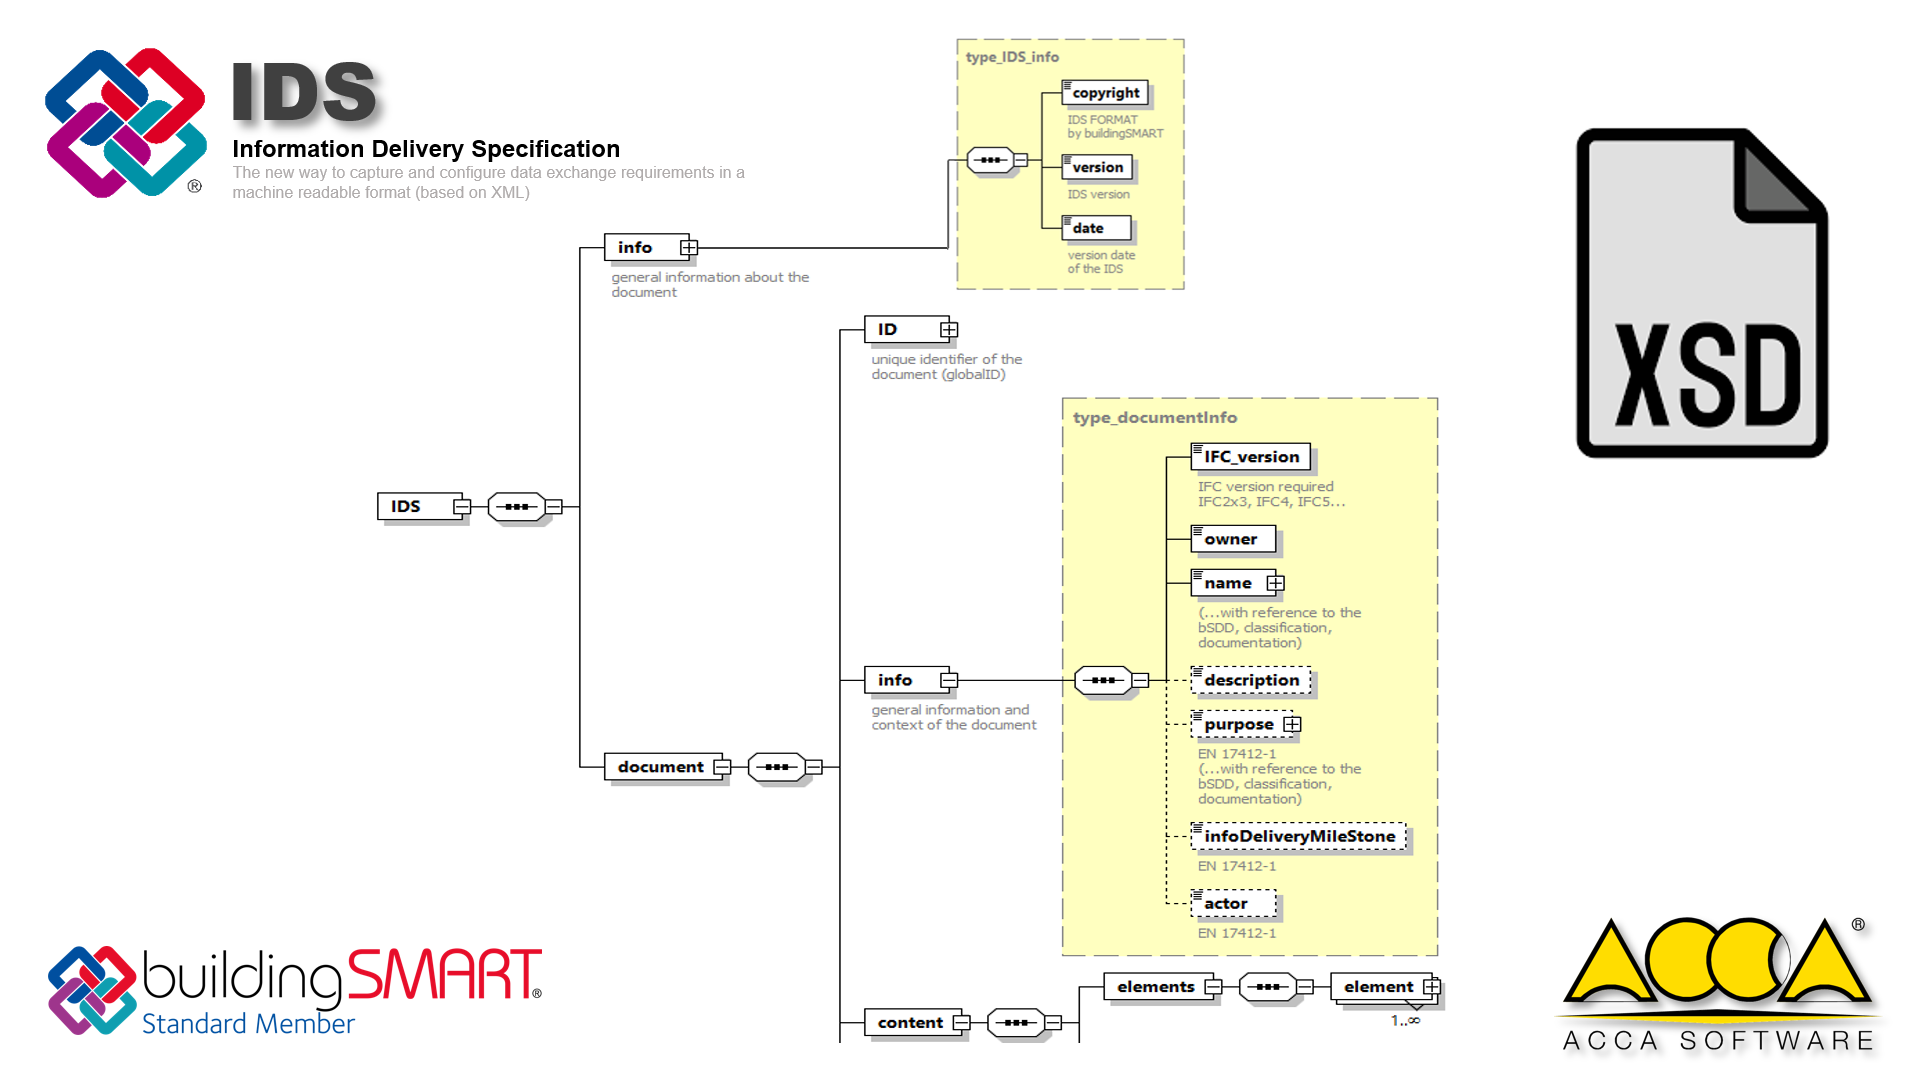 IDS
Information Delivery Specification
The new way to capture and configure data exchange requirements in a
machine readable format (based on XML)
®
type_IDS_info
copyright
IDS FORMAT
by buildingSMART
version
IDS version
date
version date
of the IDS
info
general information about the
document
XSD
ID
unique identifier of the
document (globalID)
type_documentInfo
IFC_version
IFC version required
IFC2x3, IFC4, IFC5...
IDS
owner
name
(...with reference to the
bSDD, classification,
documentation)
info
general information and
context of the document
description
purpose
EN 17412-1
(...with reference to the
bSDD, classification,
documentation)
document
infoDeliveryMileStone
EN 17412-1
actor
EN 17412-1
elements
element
1..∞
content
buildingSMART®
Standard Member
ACCA®
ACCA SOFTWARE